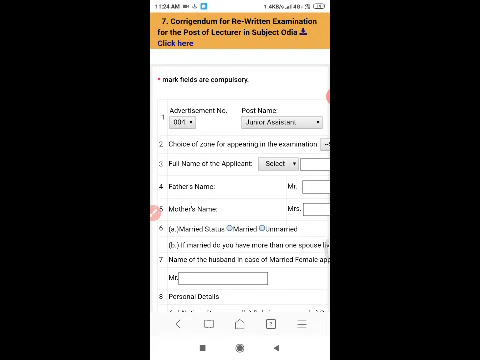 11:24 AM
1.4KB/s 4G
7. Corrigendum for Re-Written Examination
for the Post of Lecturer in Subject Odia
Click here
* mark fields are compulsory.
1 Advertisement No. Post Name:
004 Junior Assistant
2 Choice of zone for appearing in the examination:
3 Full Name of the Applicant: Select
4 Father's Name: Mr.
5 Mother's Name: Mrs.
6 (a.)Married Status Married Unmarried
(b.) If married do you have more than one spouse liv
7 Name of the husband in case of Married Female app
Mr.
8 Personal Details